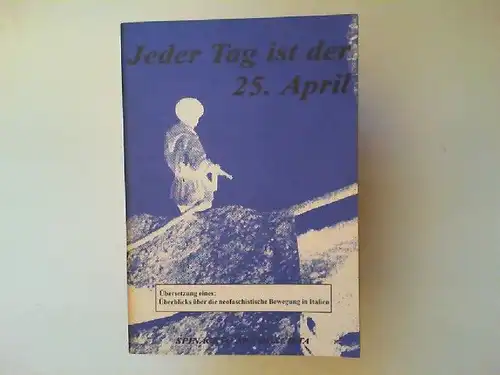 Jeder Tag ist der
25. April
Übersetzung eines:
Überblicks über die neofaschistische Bewegung in Italien